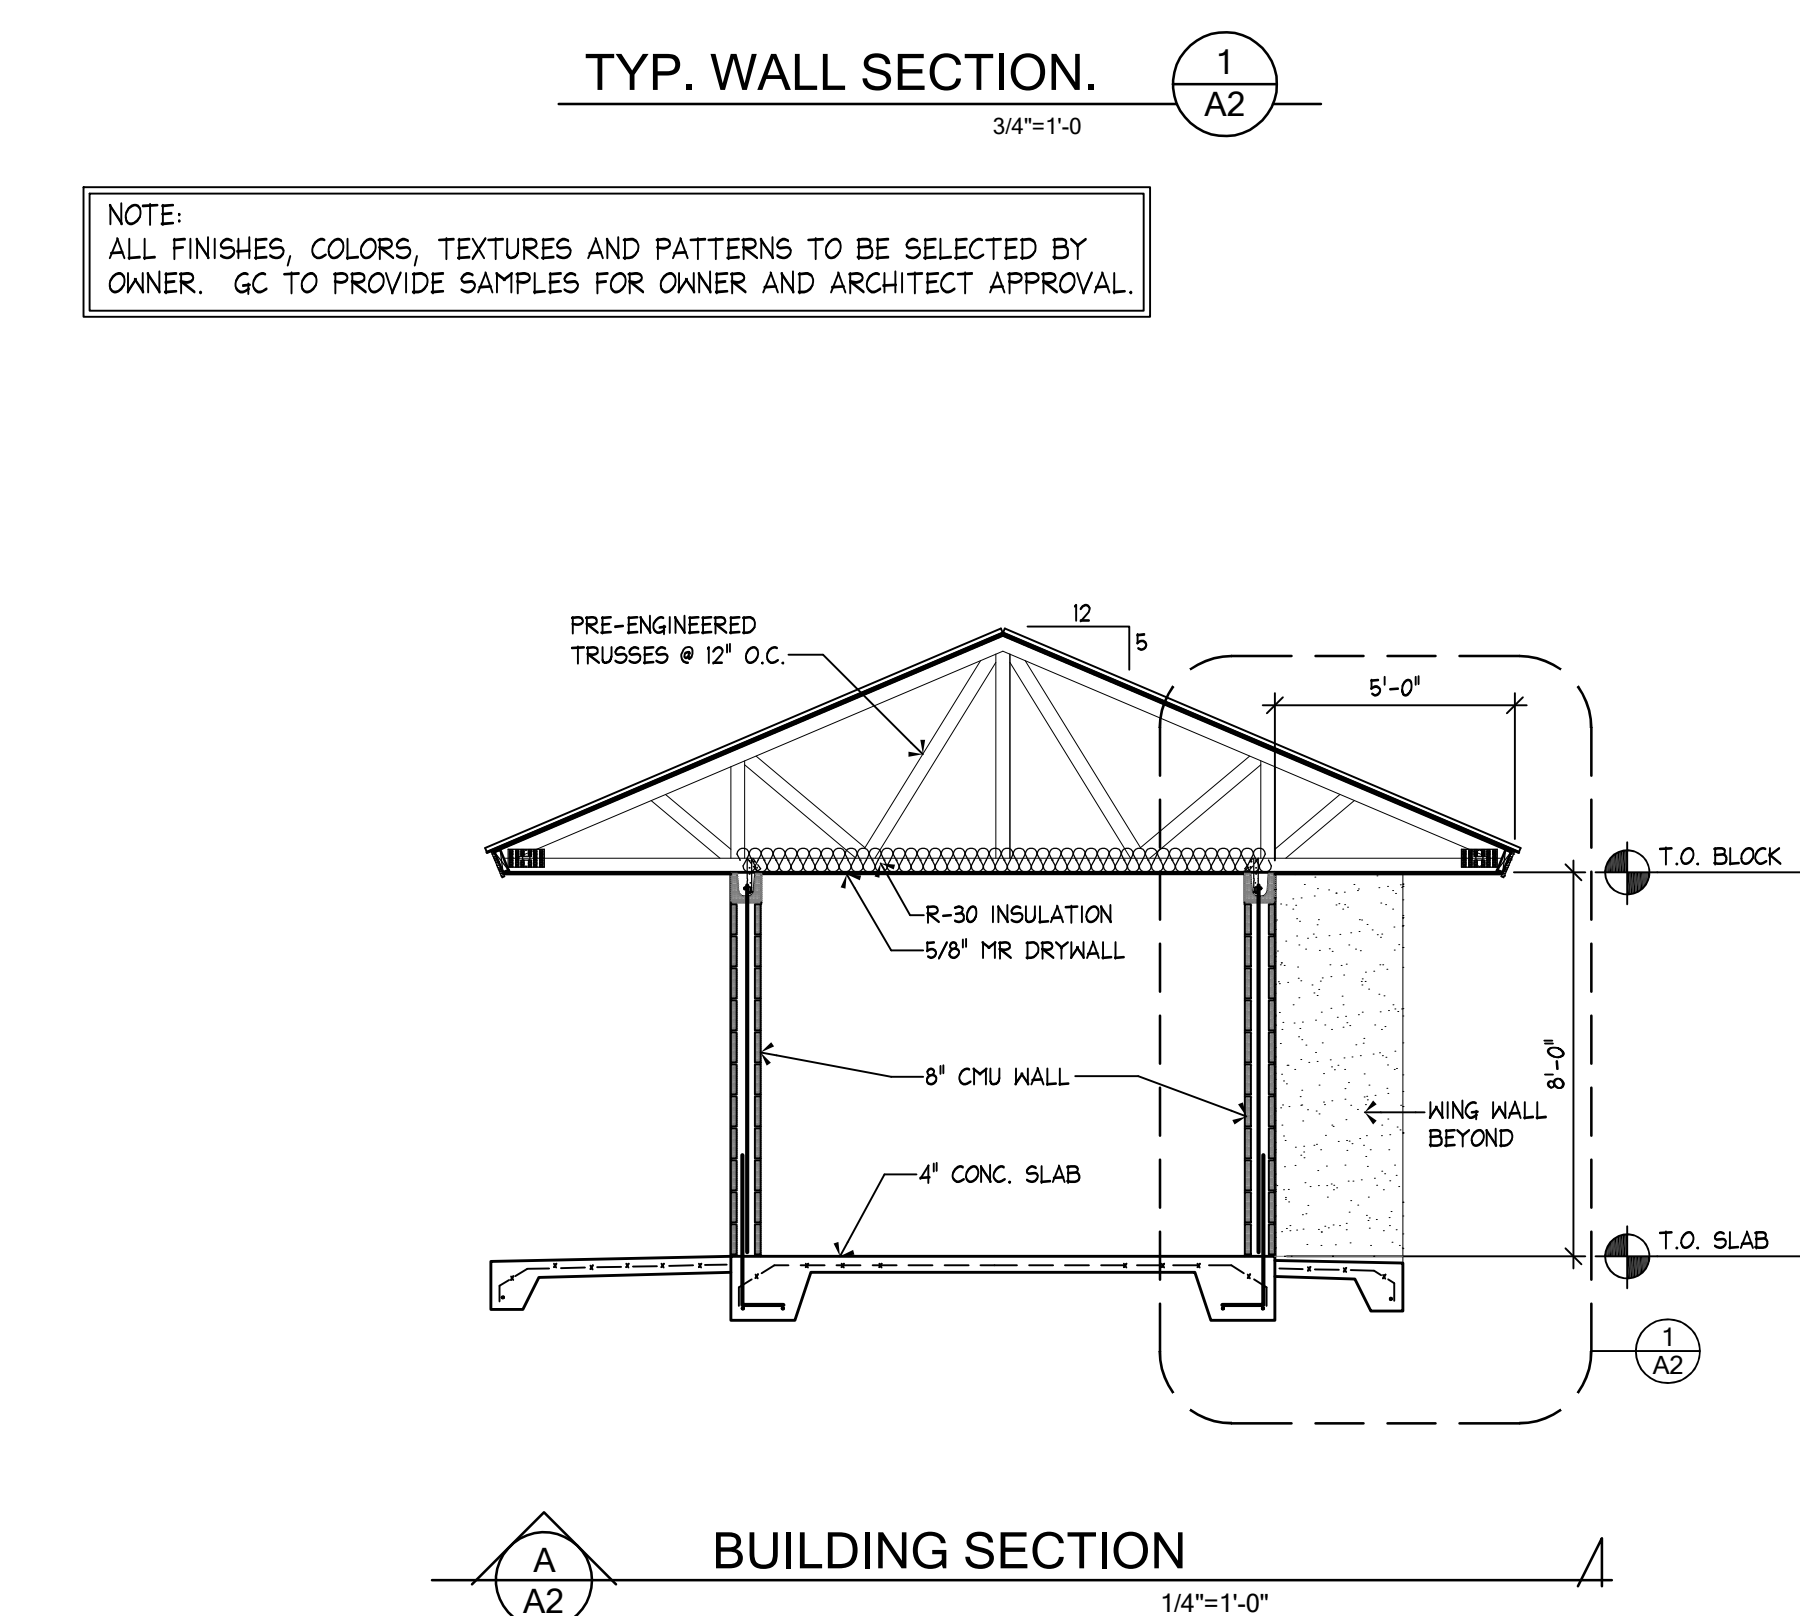 TYP. WALL SECTION.
1
A2
3/4"=1'-0
NOTE:
ALL FINISHES, COLORS, TEXTURES AND PATTERNS TO BE SELECTED BY
OWNER. GC TO PROVIDE SAMPLES FOR OWNER AND ARCHITECT APPROVAL.
12
5
PRE-ENGINEERED
TRUSSES @ 12" O.C.
5'-0"
T.O. BLOCK
R-30 INSULATION
5/8" MR DRYWALL
8'-0"
8" CMU WALL
WING WALL
BEYOND
4" CONC. SLAB
T.O. SLAB
1
A2
A
A2
BUILDING SECTION
1/4"=1'-0"